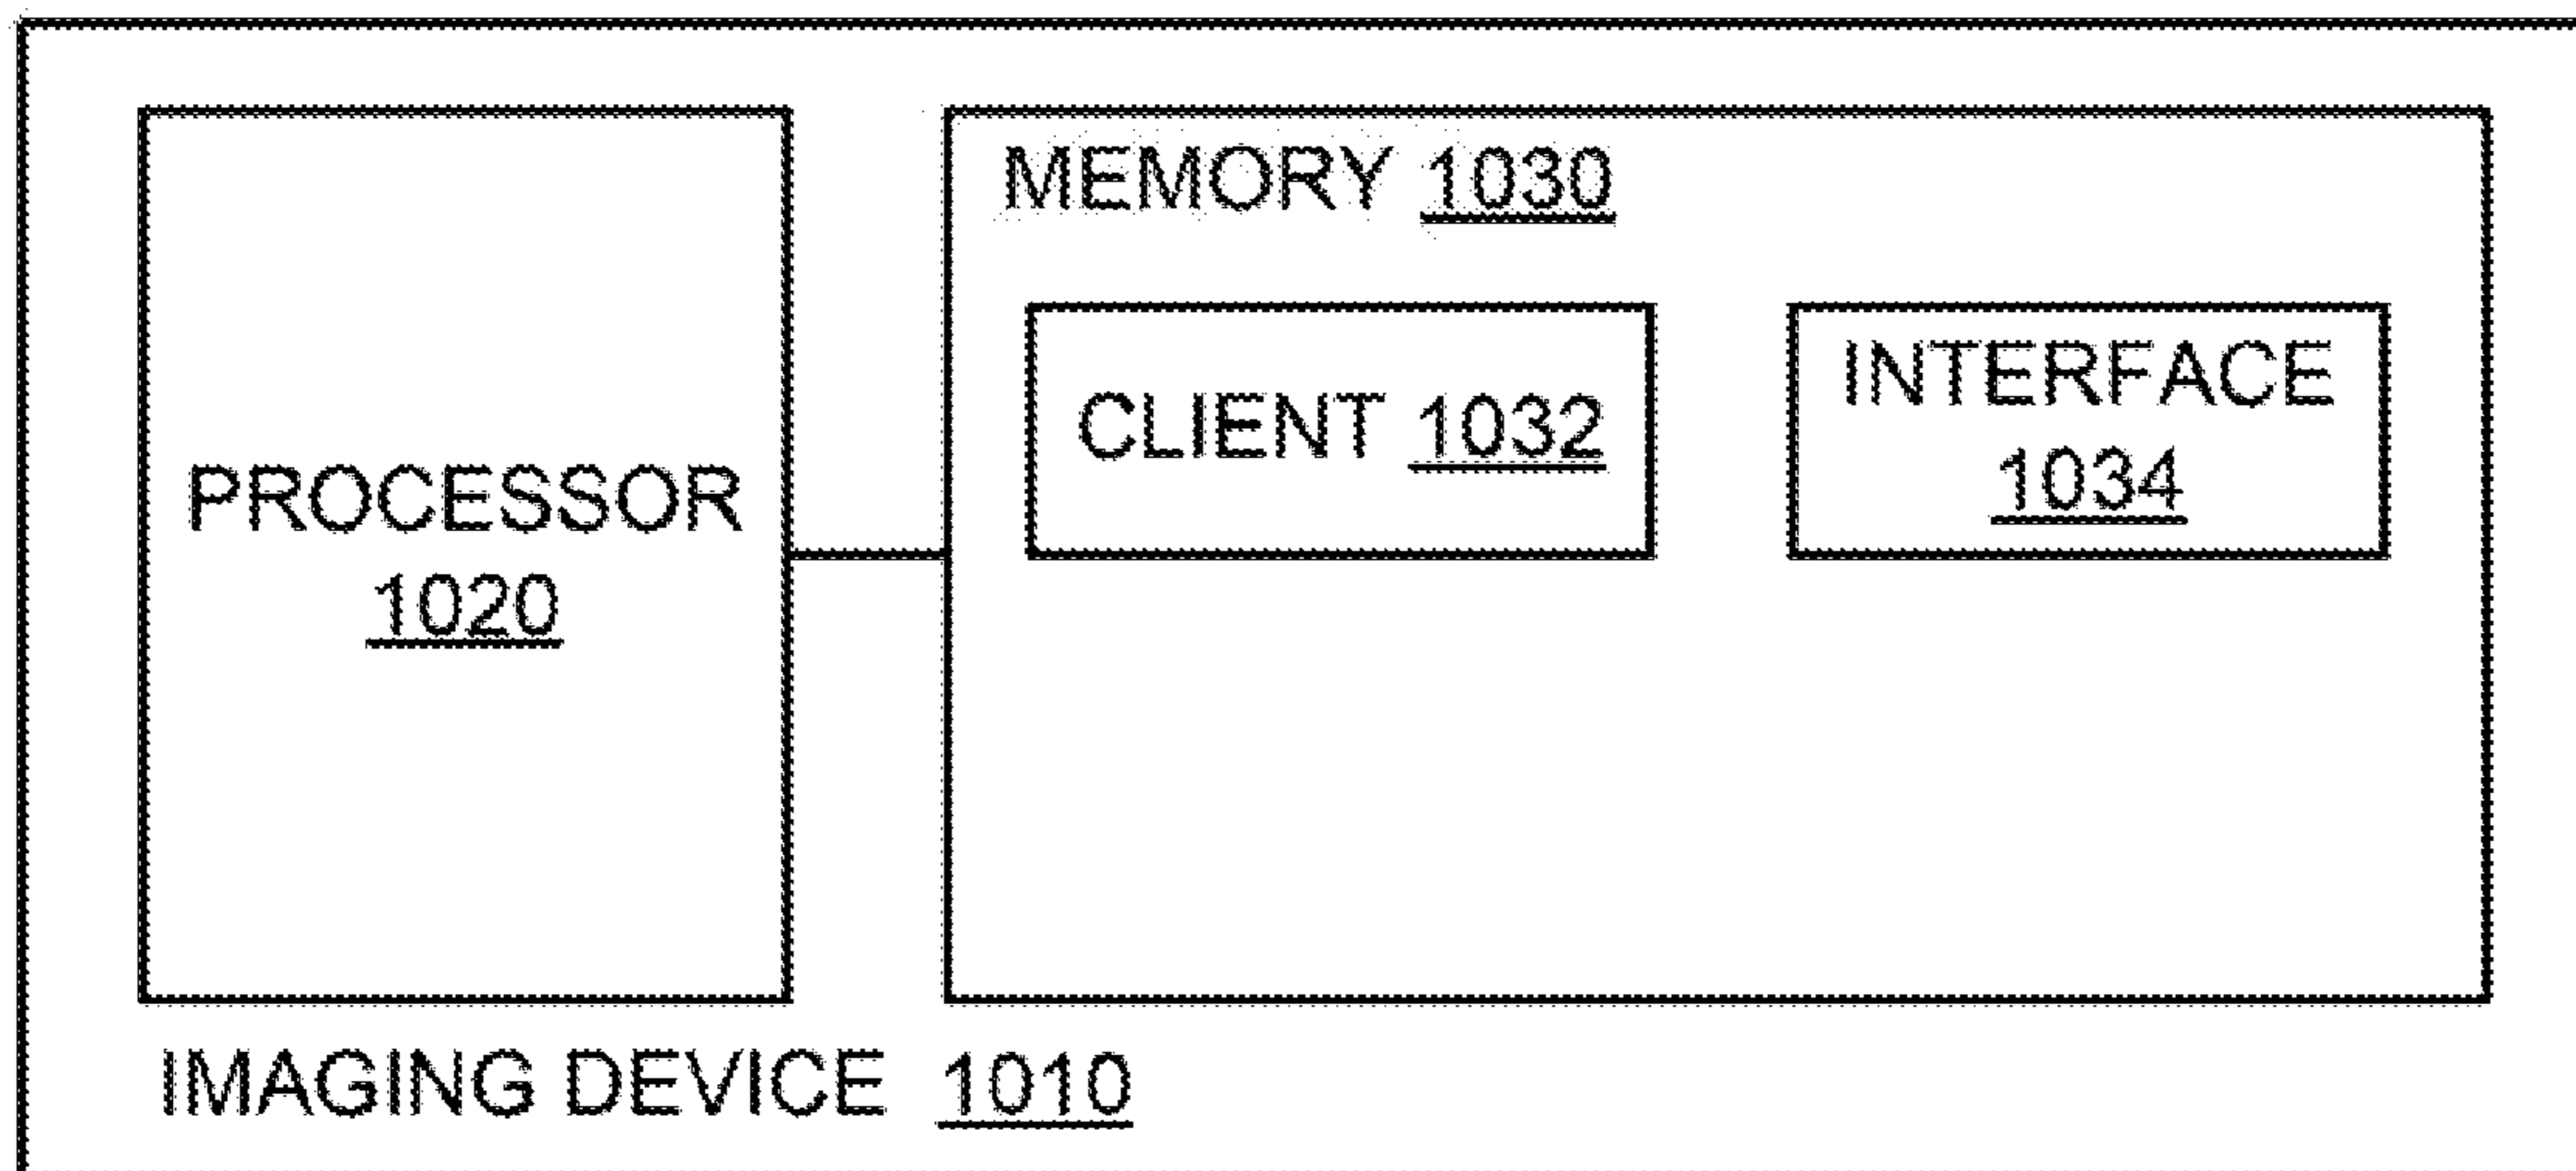 PROCESSOR
1020
MEMORY 1030
CLIENT 1032
INTERFACE
1034
IMAGING DEVICE 1010